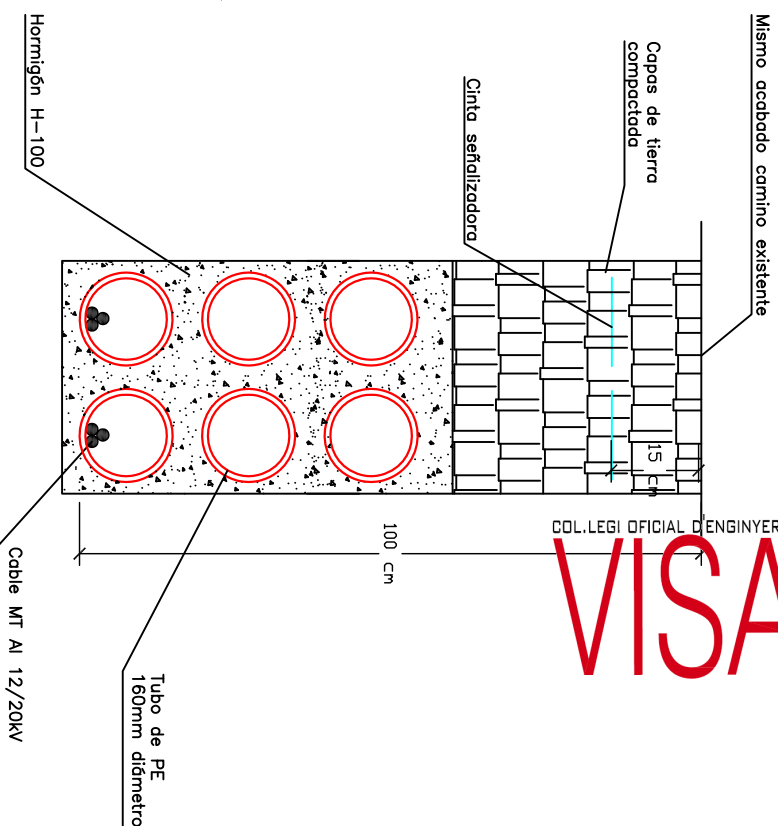 Mismo acabado camino existente
Capas de tierra
compactada
Cinta señalizadora
Hormigón H-100
15 cm
100 cm
COL.LEGI OFICIAL D'ENGINYER
VISA
Cable MT Al 12/20kV
Tubo de PE
160mm diámetro